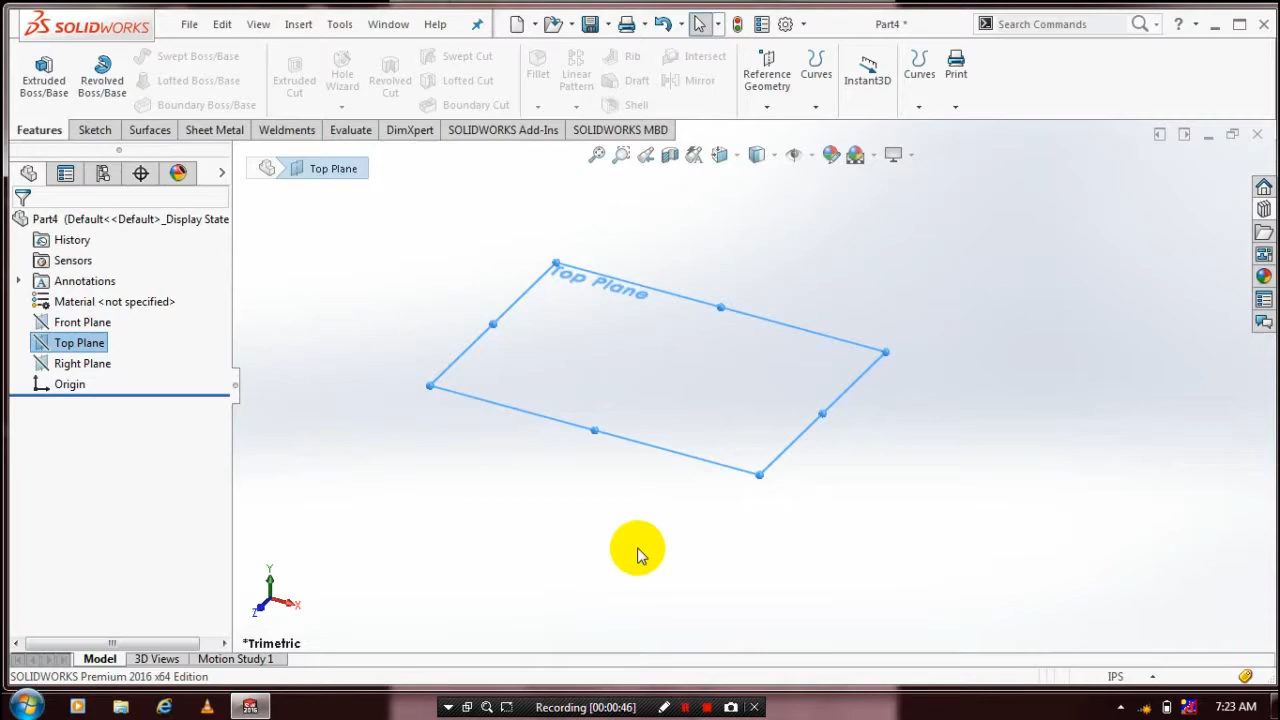 SOLIDWORKS File Edit View Insert Tools Window Help Part4 * Search Commands
Extruded Boss/Base Revolved Boss/Base Swept Boss/Base Lofted Boss/Base Boundary Boss/Base Extruded Cut Hole Wizard Revolved Cut Swept Cut Lofted Cut Boundary Cut Fillet Linear Pattern Rib Draft Shell Intersect Mirror Reference Geometry Curves Instant3D Curves Print
Features Sketch Surfaces Sheet Metal Weldments Evaluate DimXpert SOLIDWORKS Add-Ins SOLIDWORKS MBD
Top Plane
Part4 (Default<<Default>_Display State
History
Sensors
Annotations
Material <not specified>
Front Plane
Top Plane
Right Plane
Origin
Top Plane
Y
X
Z
*Trimetric
Model 3D Views Motion Study 1
SOLIDWORKS Premium 2016 x64 Edition IPS
Recording [00:00:46] 7:23 AM